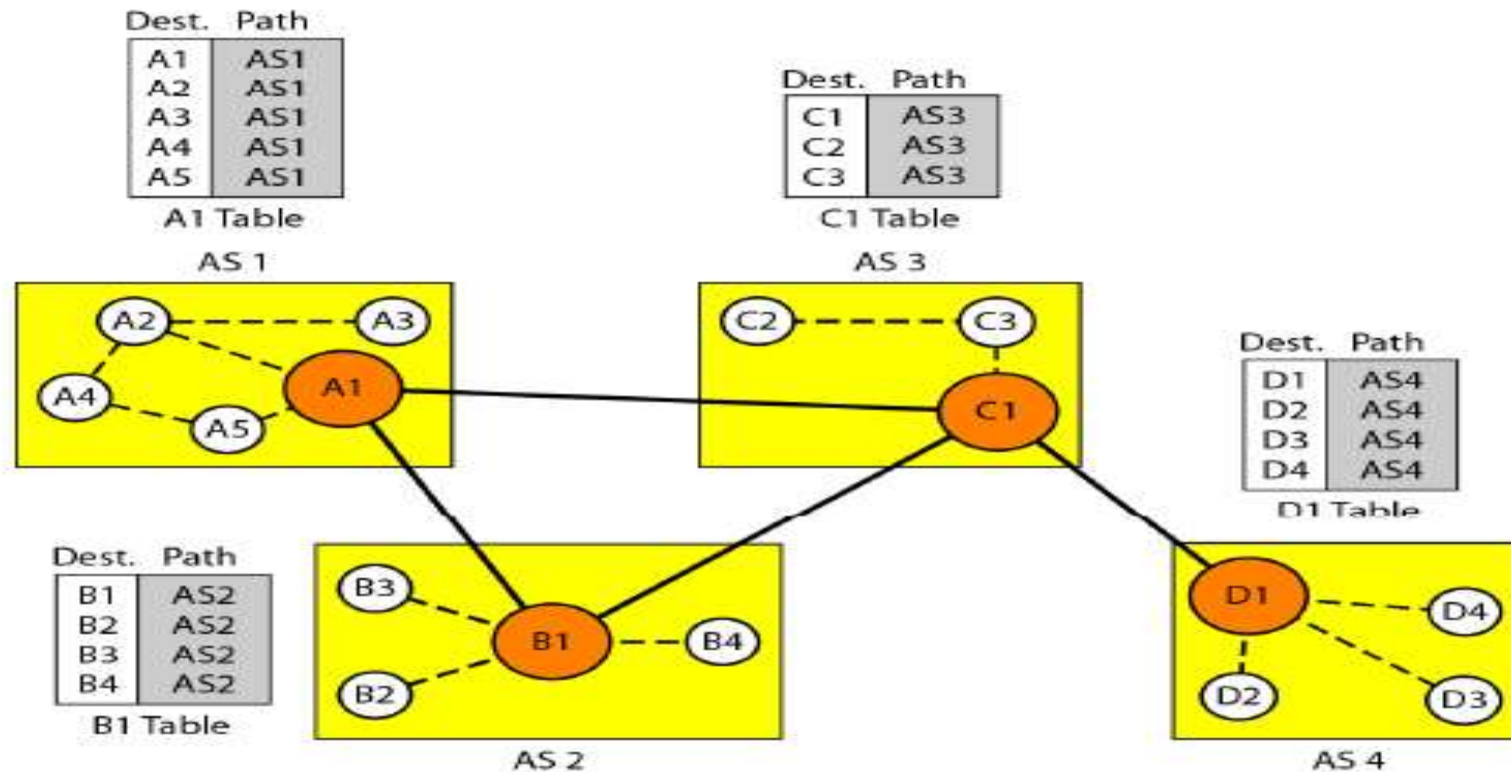 Dest. Path
A1 AS1
A2 AS1
A3 AS1
A4 AS1
A5 AS1
A1 Table
Dest. Path
C1 AS3
C2 AS3
C3 AS3
C1 Table
AS 1
A2
A3
A1
A4
A5
AS 3
C2
C3
C1
Dest. Path
D1 AS4
D2 AS4
D3 AS4
D4 AS4
D1 Table
Dest. Path
B1 AS2
B2 AS2
B3 AS2
B4 AS2
B1 Table
B3
B1
B4
B2
AS 2
D1
D4
D2
D3
AS 4